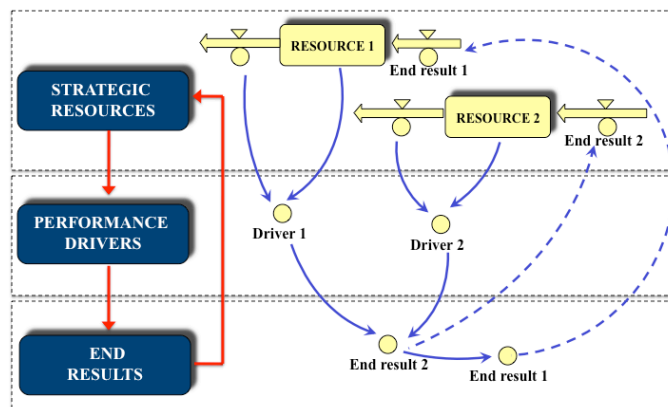 RESOURCE 1
End result 1
STRATEGIC
RESOURCES
RESOURCE 2
End result 2
PERFORMANCE
DRIVERS
Driver 1
Driver 2
END
RESULTS
End result 2
End result 1